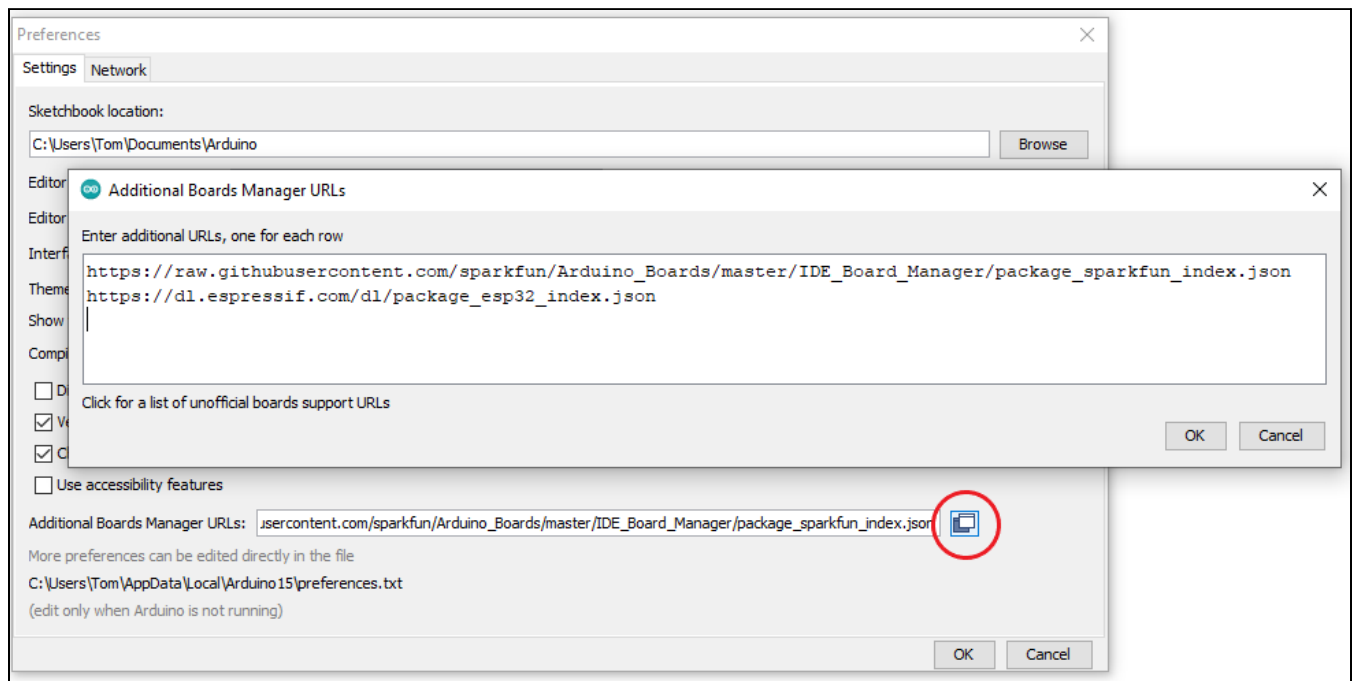 Preferences
Settings Network
Sketchbook location:
C:\Users\Tom\Documents\Arduino Browse
Editor
Additional Boards Manager URLs
Editor
Enter additional URLs, one for each row
https://raw.githubusercontent.com/sparkfun/Arduino_Boards/master/IDE_Board_Manager/package_sparkfun_index.json
https://dl.espressif.com/dl/package_esp32_index.json
Theme
Show
Click for a list of unofficial boards support URLs
OK Cancel
Use accessibility features
Additional Boards Manager URLs: usercontent.com/sparkfun/Arduino_Boards/master/IDE_Board_Manager/package_sparkfun_index.json
More preferences can be edited directly in the file
C:\Users\Tom\AppData\Local\Arduino15\preferences.txt
(edit only when Arduino is not running)
OK Cancel